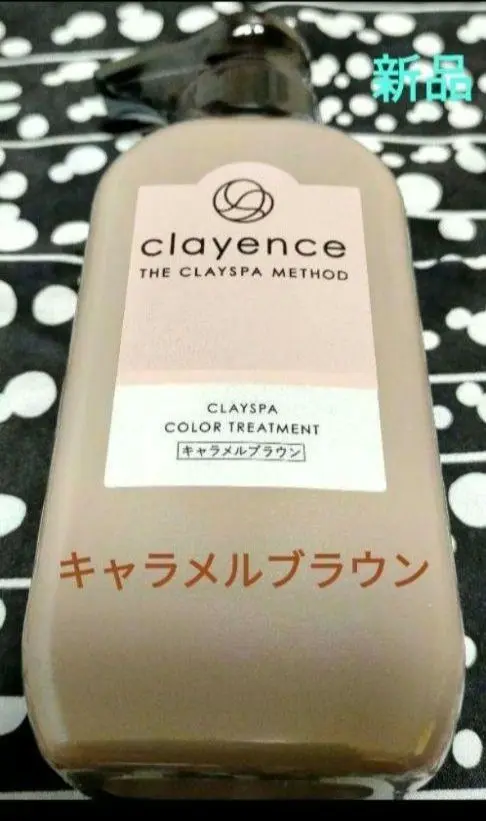 新品
clayence
THE CLAYSPA METHOD
CLAYSPA
COLOR TREATMENT
キャラメルブラウン
キャラメルブラウン